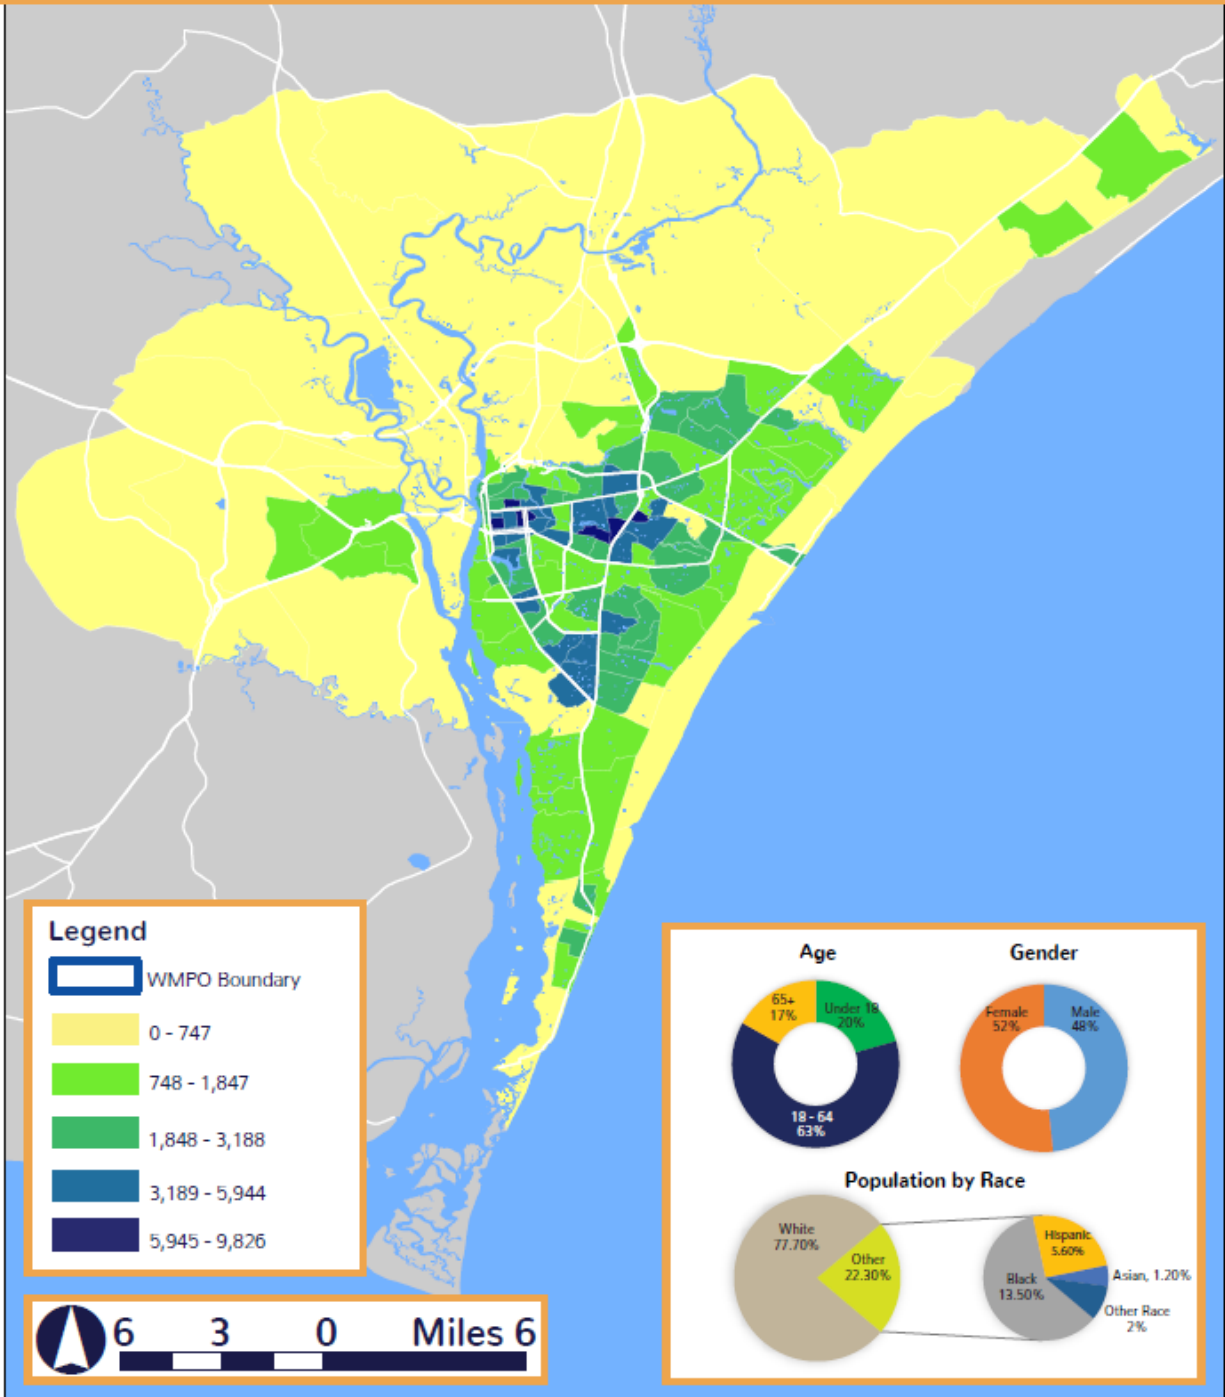 Legend
WMPO Boundary
0 - 747
748 - 1,847
1,848 - 3,188
3,189 - 5,944
5,945 - 9,826
6 3 0 Miles 6
Age
65+
17%
Under 18
20%
18 - 64
63%
Gender
Female
52%
Male
48%
Population by Race
White
77.70%
Other
22.30%
Hispanic
5.60%
Black
13.50%
Asian, 1.20%
Other Race
2%